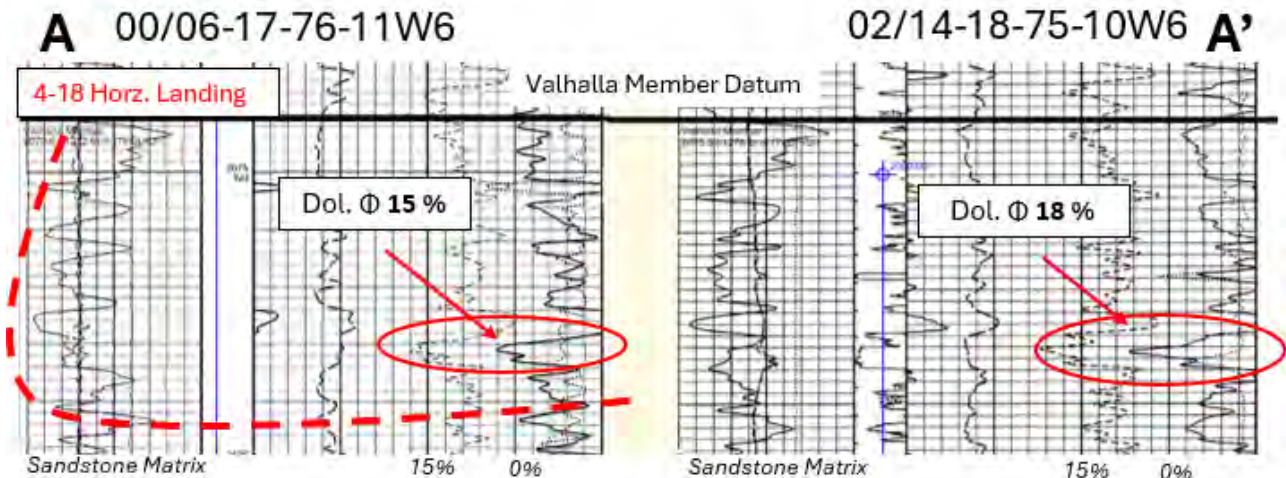 A 00/06-17-76-11W6
02/14-18-75-10W6 A’
4-18 Horz. Landing
Valhalla Member Datum
Dol. Φ 15 %
Dol. Φ 18 %
Sandstone Matrix 15% 0%
Sandstone Matrix 15% 0%